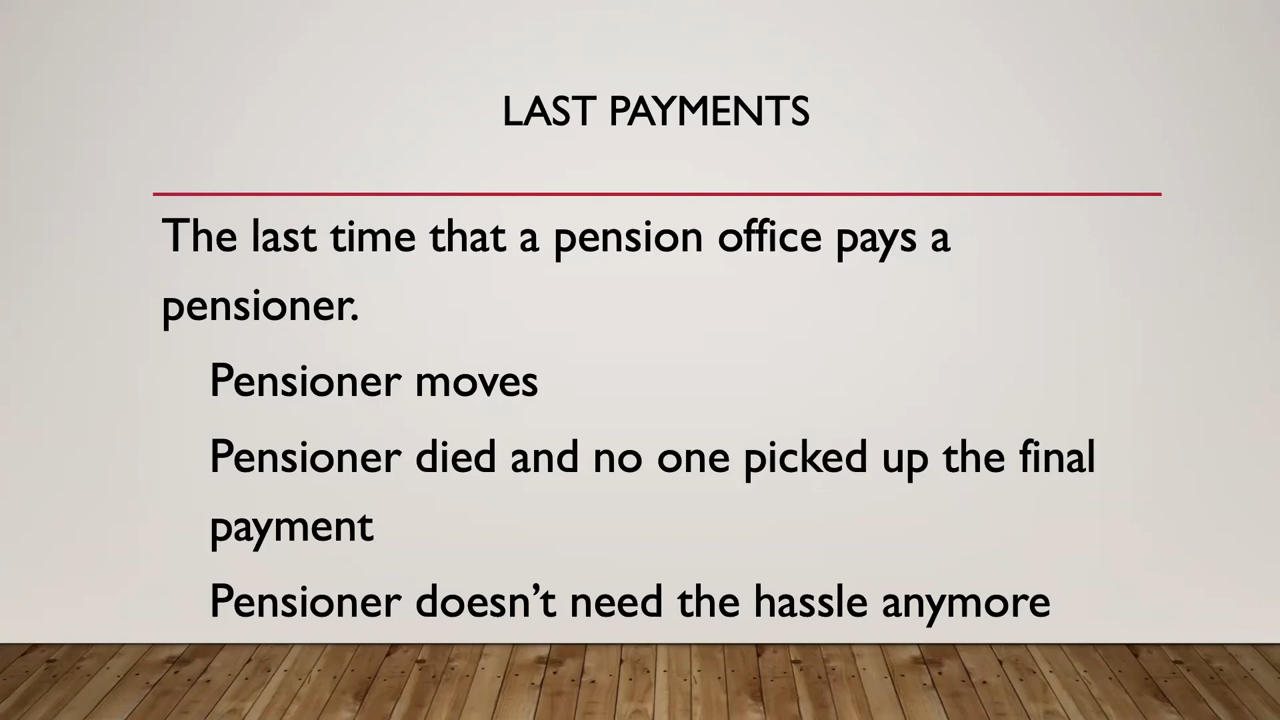 LAST PAYMENTS
The last time that a pension office pays a
pensioner.
Pensioner moves
Pensioner died and no one picked up the final
payment
Pensioner doesn’t need the hassle anymore